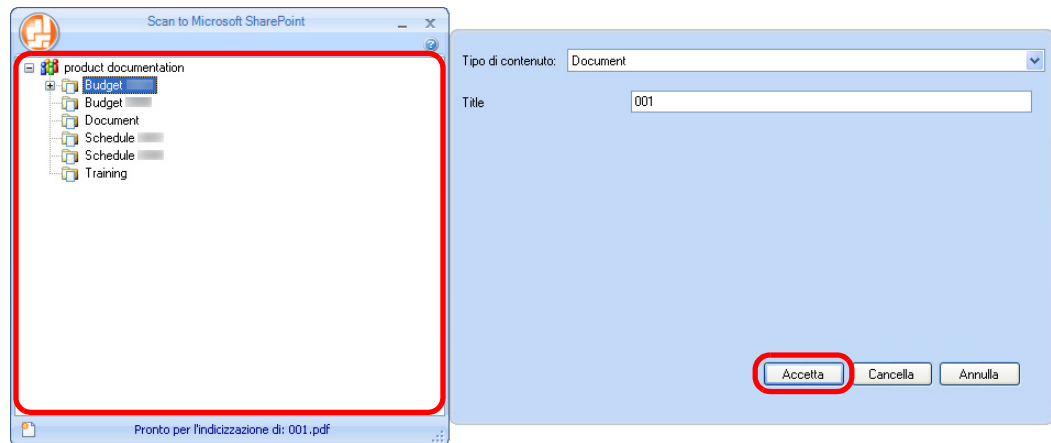 Scan to Microsoft SharePoint
product documentation
Budget
Budget
Document
Schedule
Schedule
Training
Pronto per l'indicizzazione di: 001.pdf
Tipo di contenuto: Document
Title 001
Accetta Cancella Annulla